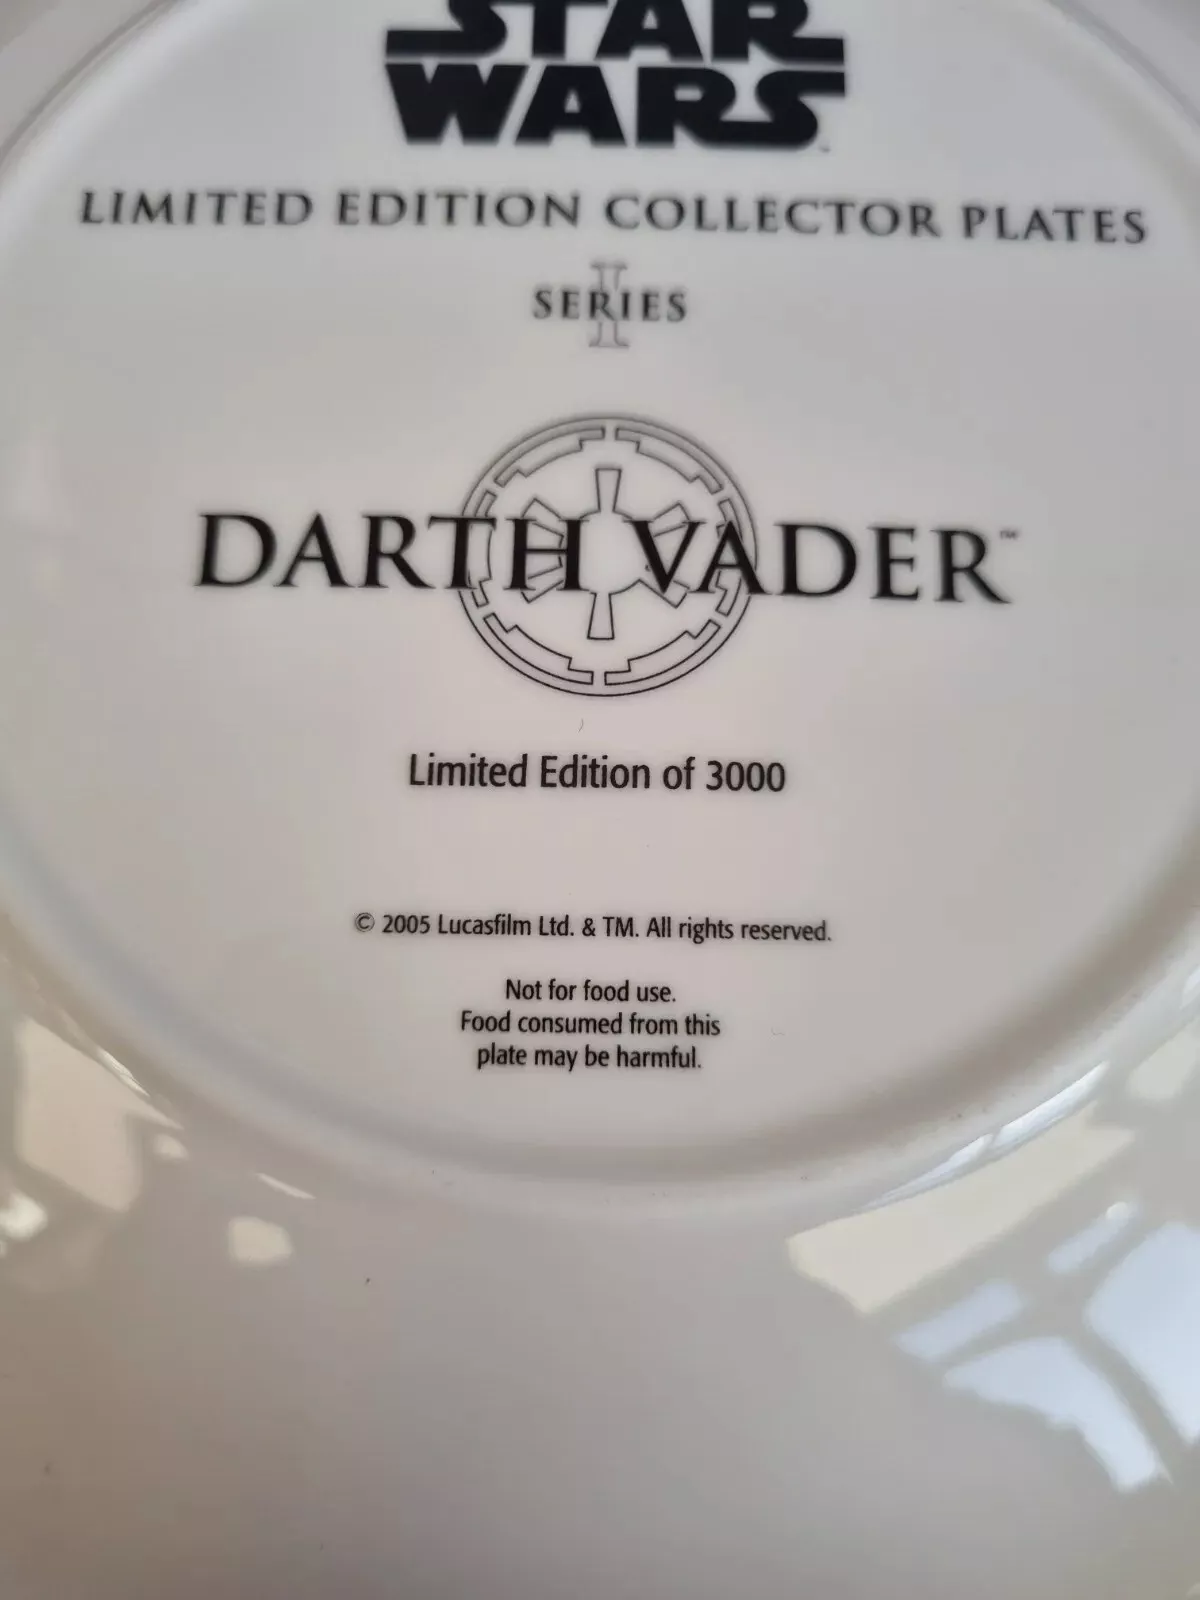 STAR
WARS
LIMITED EDITION COLLECTOR PLATES
SERIES
I
DARTH VADER™
Limited Edition of 3000
© 2005 Lucasfilm Ltd. & TM. All rights reserved.
Not for food use.
Food consumed from this
plate may be harmful.